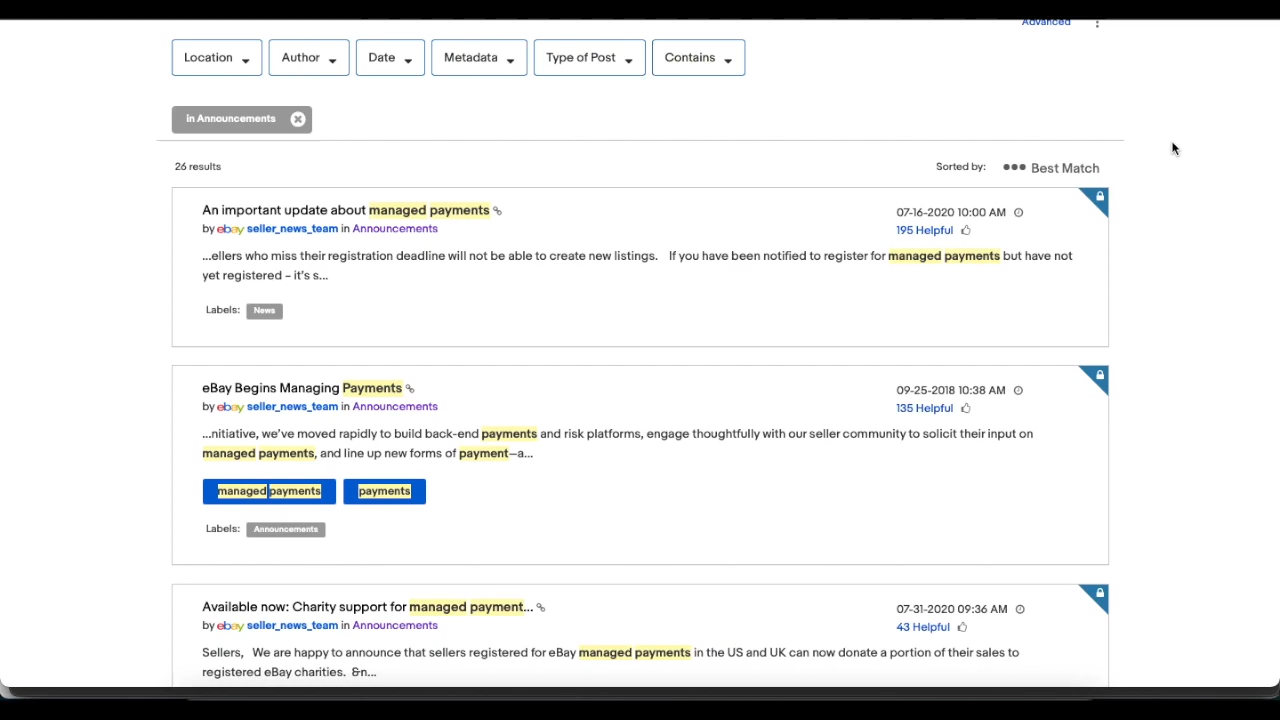 Advanced
Location Author Date Metadata Type of Post Contains
in Announcements
26 results Sorted by: Best Match
An important update about managed payments 07-16-2020 10:00 AM
by ebay seller_news_team in Announcements 195 Helpful
...ellers who miss their registration deadline will not be able to create new listings. If you have been notified to register for managed payments but have not
yet registered – it's s...
Labels: News
eBay Begins Managing Payments 09-25-2018 10:38 AM
by ebay seller_news_team in Announcements 135 Helpful
...nitiative, we've moved rapidly to build back-end payments and risk platforms, engage thoughtfully with our seller community to solicit their input on
managed payments, and line up new forms of payment—a...
managed payments payments
Labels: Announcements
Available now: Charity support for managed payment... 07-31-2020 09:36 AM
by ebay seller_news_team in Announcements 43 Helpful
Sellers, We are happy to announce that sellers registered for eBay managed payments in the US and UK can now donate a portion of their sales to
registered eBay charities. &n...